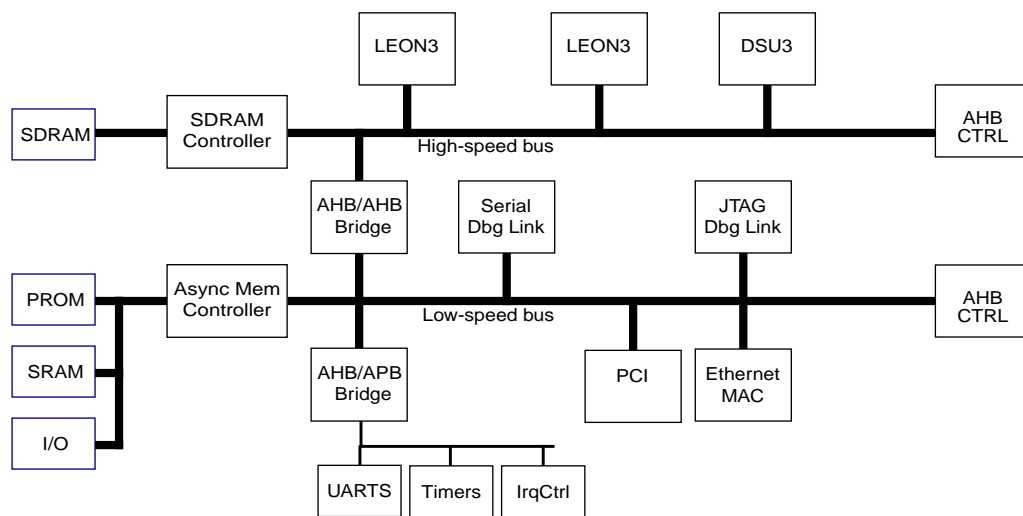 LEON3
LEON3
DSU3
SDRAM
SDRAM
Controller
AHB
CTRL
High-speed bus
AHB/AHB
Bridge
Serial
Dbg Link
JTAG
Dbg Link
PROM
Async Mem
Controller
AHB
CTRL
Low-speed bus
SRAM
AHB/APB
Bridge
PCI
Ethernet
MAC
I/O
UARTS
Timers
IrqCtrl